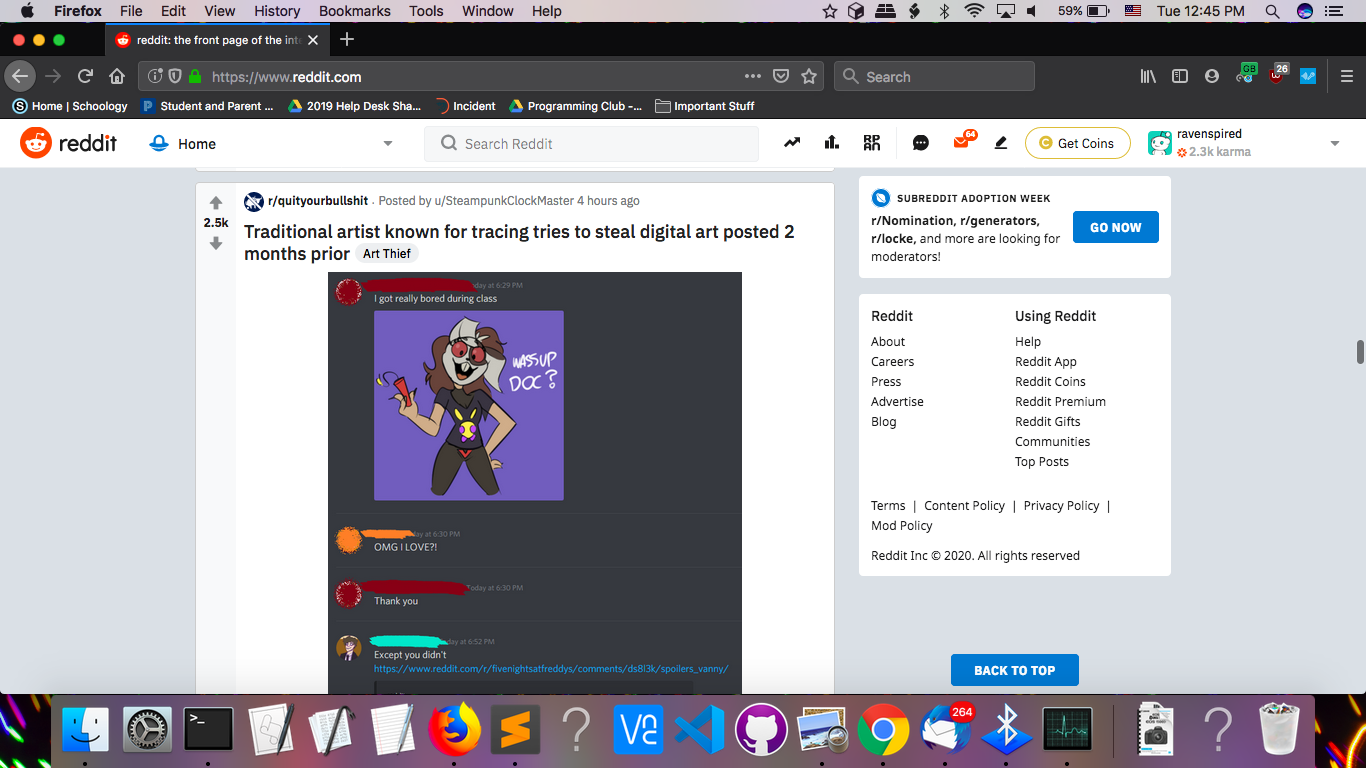 Firefox File Edit View History Bookmarks Tools Window Help
59%
Tue 12:45 PM
reddit: the front page of the inte
https://www.reddit.com
Search
GB
26
Home | Schoology
Student and Parent ...
2019 Help Desk Sha...
Incident
Programming Club -...
Important Stuff
reddit
Home
Search Reddit
64
Get Coins
ravenspired
2.3k karma
2.5k
r/quityourbullshit . Posted by u/SteampunkClockMaster 4 hours ago
Traditional artist known for tracing tries to steal digital art posted 2
months prior Art Thief
day at 6:29 PM
I got really bored during class
WASSUP
DOC?
ay at 6:30 PM
OMG I LOVE?!
Today at 6:30 PM
Thank you
day at 6:52 PM
Except you didn't
https://www.reddit.com/r/fivenightsatfreddys/comments/ds8l3k/spoilers_vanny/
SUBREDDIT ADOPTION WEEK
r/Nomination, r/generators,
r/locke, and more are looking for
moderators!
GO NOW
Reddit
About
Careers
Press
Advertise
Blog
Using Reddit
Help
Reddit App
Reddit Coins
Reddit Premium
Reddit Gifts
Communities
Top Posts
Terms | Content Policy | Privacy Policy |
Mod Policy
Reddit Inc © 2020. All rights reserved
BACK TO TOP
264